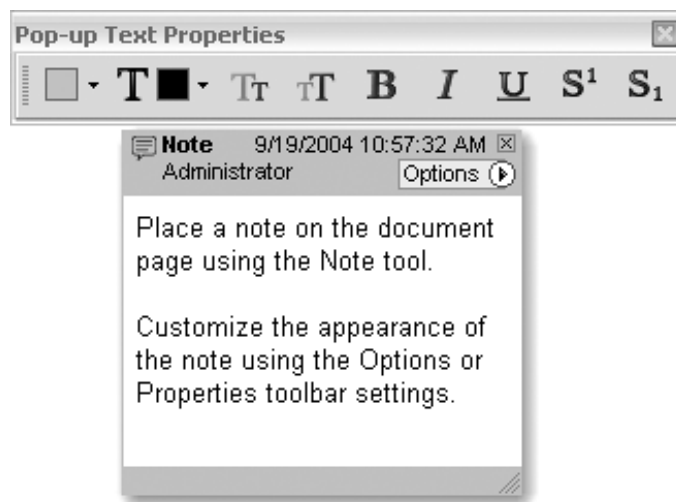 Pop-up Text Properties
T Tт тT B I U S¹ S₁
Note 9/19/2004 10:57:32 AM
Administrator Options
Place a note on the document
page using the Note tool.
Customize the appearance of
the note using the Options or
Properties toolbar settings.